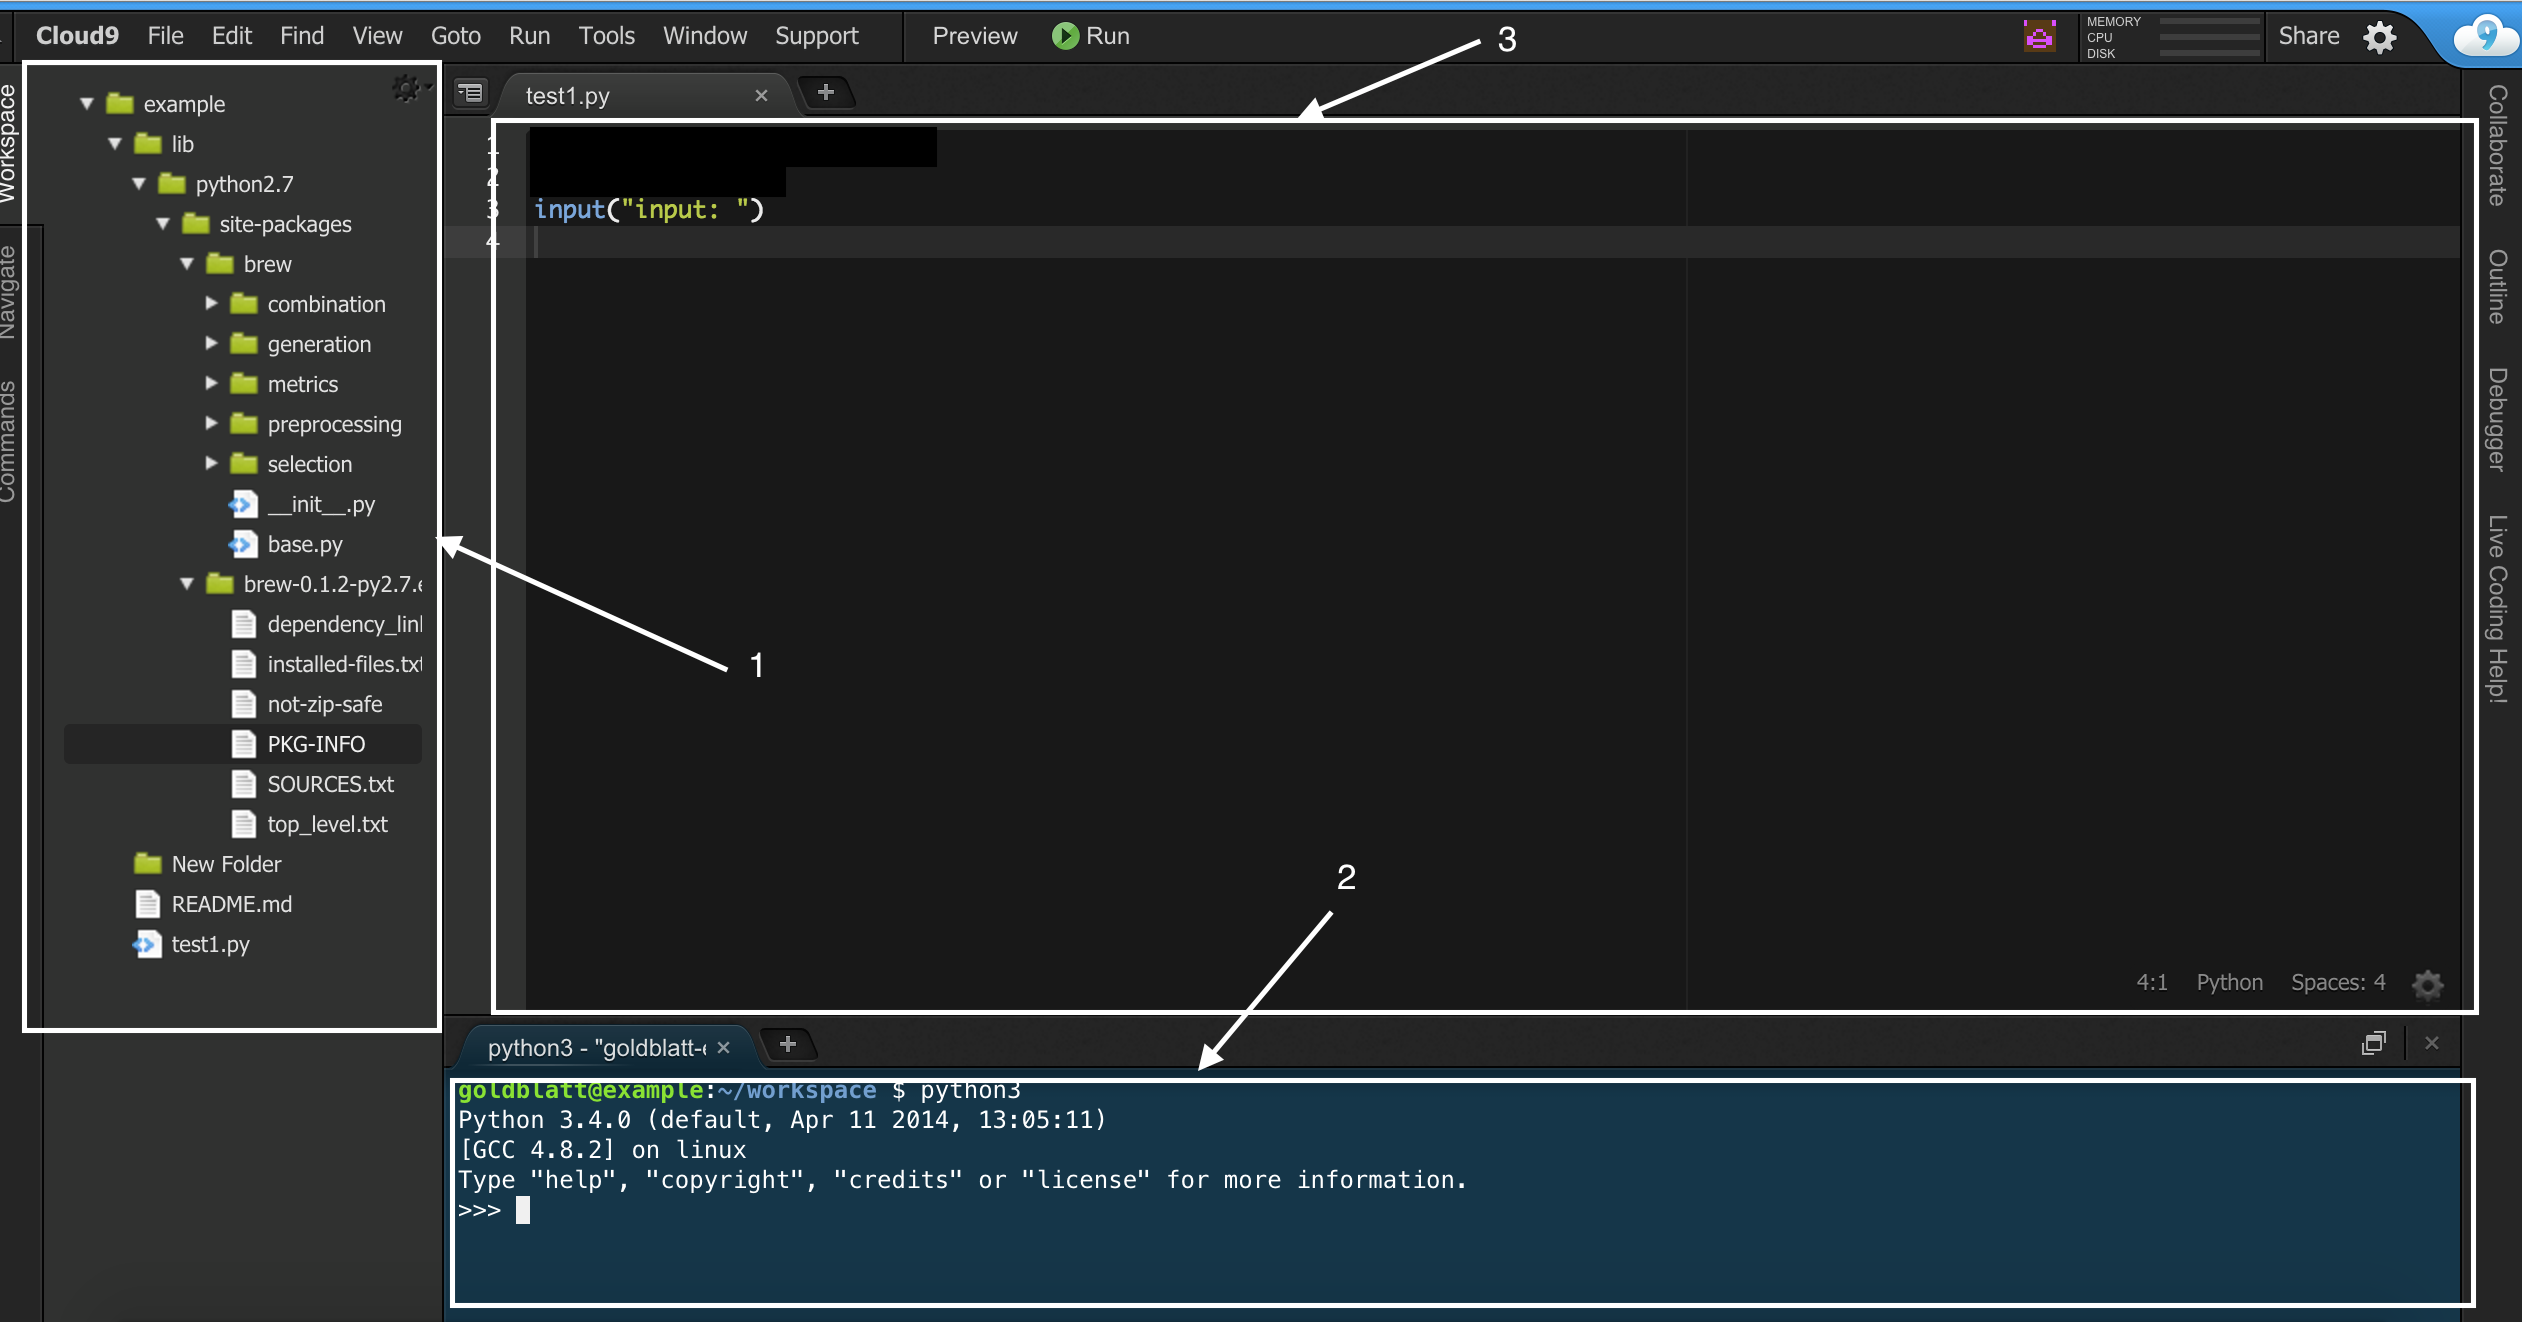 Cloud9 File Edit Find View Goto Run Tools Window Support Preview Run
MEMORY
CPU
DISK
Share
9
Workspace
Navigate
Commands
example
lib
python2.7
site-packages
brew
combination
generation
metrics
preprocessing
selection
__init__.py
base.py
brew-0.1.2-py2.7.e
dependency_lin
installed-files.txt
not-zip-safe
PKG-INFO
SOURCES.txt
top_level.txt
New Folder
README.md
test1.py
1
test1.py
3
1
2
3 input("input: ")
4
2
4:1 Python Spaces: 4
python3 - "goldblatt-e
goldblatt@example:~/workspace $ python3
Python 3.4.0 (default, Apr 11 2014, 13:05:11)
[GCC 4.8.2] on linux
Type "help", "copyright", "credits" or "license" for more information.
>>>
Collaborate
Outline
Debugger
Live Coding Help!